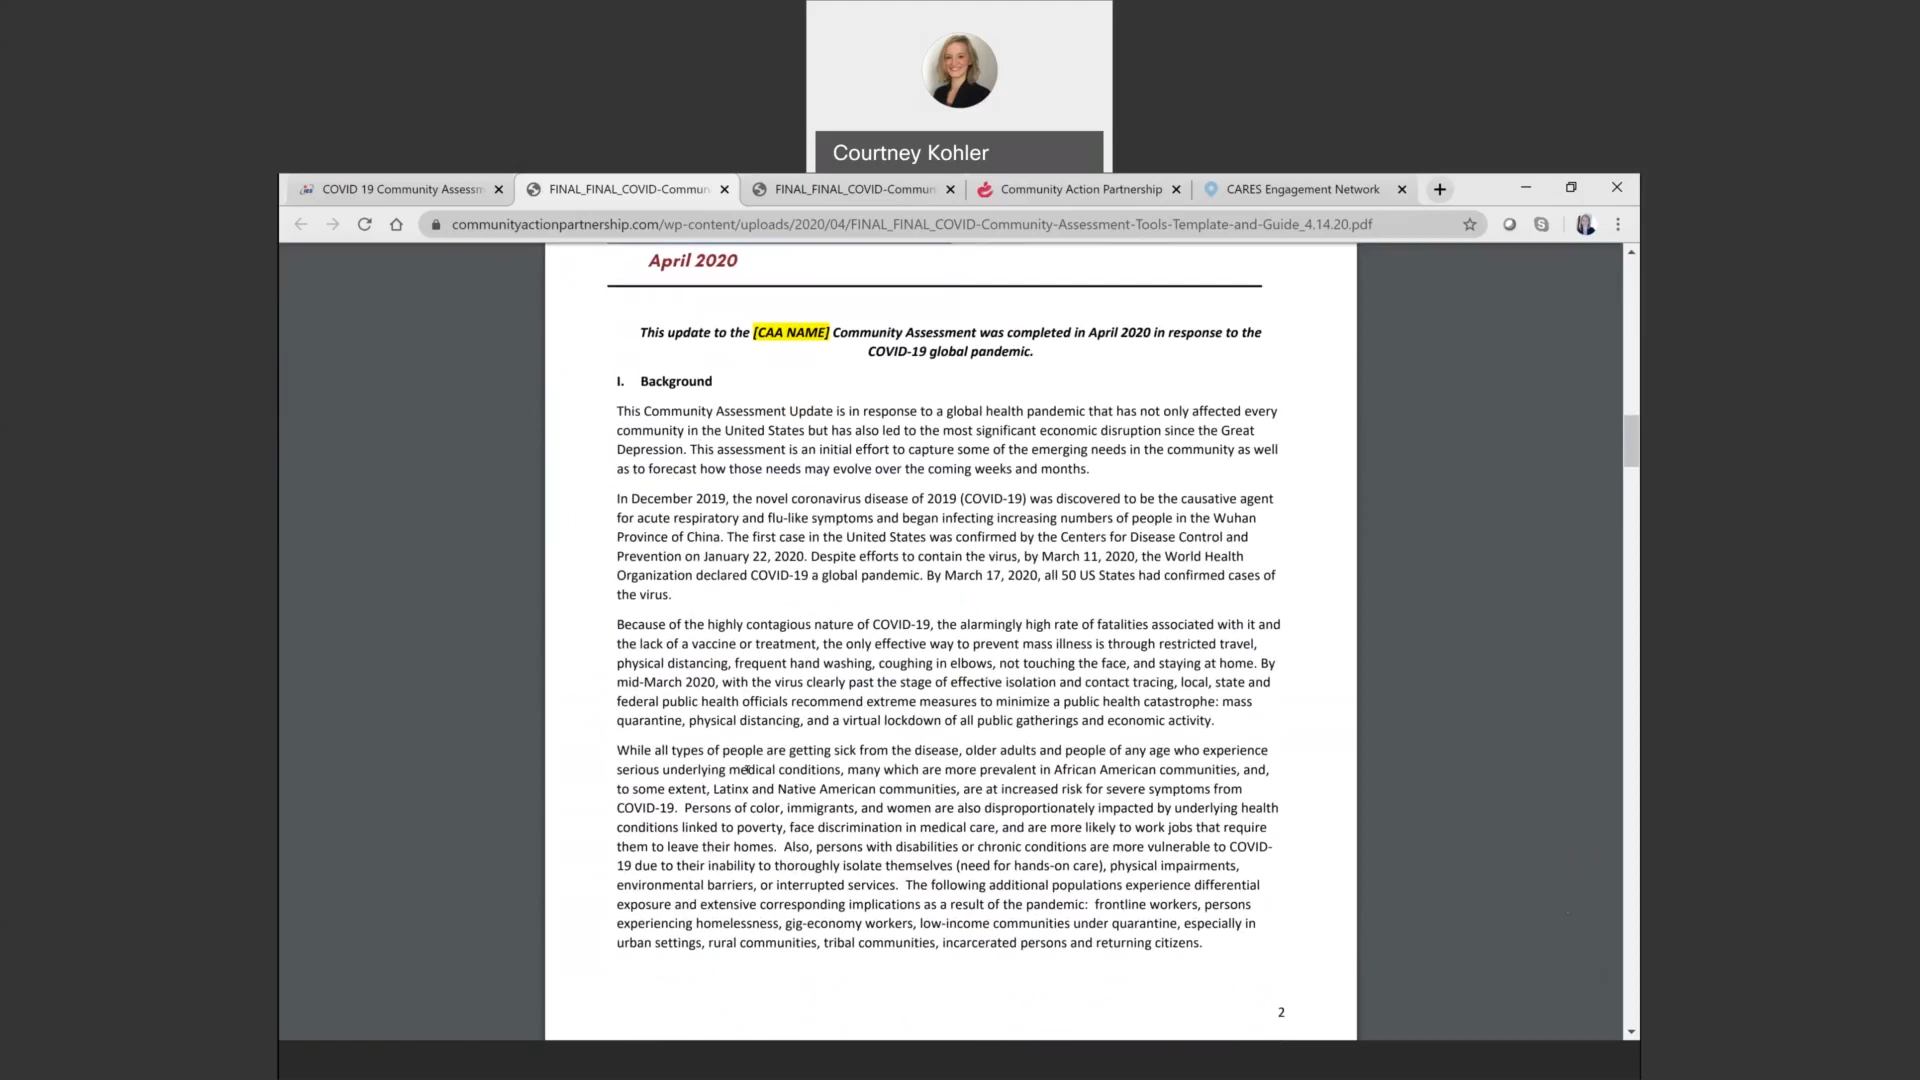 Courtney Kohler
COVID 19 Community Assessm
FINAL_FINAL_COVID-Commun
FINAL_FINAL_COVID-Commun
Community Action Partnership
CARES Engagement Network
communityactionpartnership.com/wp-content/uploads/2020/04/FINAL_FINAL_COVID-Community-Assessment-Tools-Template-and-Guide_4.14.20.pdf
April 2020
This update to the [CAA NAME] Community Assessment was completed in April 2020 in response to the
COVID-19 global pandemic.
I. Background
This Community Assessment Update is in response to a global health pandemic that has not only affected every
community in the United States but has also led to the most significant economic disruption since the Great
Depression. This assessment is an initial effort to capture some of the emerging needs in the community as well
as to forecast how those needs may evolve over the coming weeks and months.
In December 2019, the novel coronavirus disease of 2019 (COVID-19) was discovered to be the causative agent
for acute respiratory and flu-like symptoms and began infecting increasing numbers of people in the Wuhan
Province of China. The first case in the United States was confirmed by the Centers for Disease Control and
Prevention on January 22, 2020. Despite efforts to contain the virus, by March 11, 2020, the World Health
Organization declared COVID-19 a global pandemic. By March 17, 2020, all 50 US States had confirmed cases of
the virus.
Because of the highly contagious nature of COVID-19, the alarmingly high rate of fatalities associated with it and
the lack of a vaccine or treatment, the only effective way to prevent mass illness is through restricted travel,
physical distancing, frequent hand washing, coughing in elbows, not touching the face, and staying at home. By
mid-March 2020, with the virus clearly past the stage of effective isolation and contact tracing, local, state and
federal public health officials recommend extreme measures to minimize a public health catastrophe: mass
quarantine, physical distancing, and a virtual lockdown of all public gatherings and economic activity.
While all types of people are getting sick from the disease, older adults and people of any age who experience
serious underlying medical conditions, many which are more prevalent in African American communities, and,
to some extent, Latinx and Native American communities, are at increased risk for severe symptoms from
COVID-19. Persons of color, immigrants, and women are also disproportionately impacted by underlying health
conditions linked to poverty, face discrimination in medical care, and are more likely to work jobs that require
them to leave their homes. Also, persons with disabilities or chronic conditions are more vulnerable to COVID-
19 due to their inability to thoroughly isolate themselves (need for hands-on care), physical impairments,
environmental barriers, or interrupted services. The following additional populations experience differential
exposure and extensive corresponding implications as a result of the pandemic: frontline workers, persons
experiencing homelessness, gig-economy workers, low-income communities under quarantine, especially in
urban settings, rural communities, tribal communities, incarcerated persons and returning citizens.
2